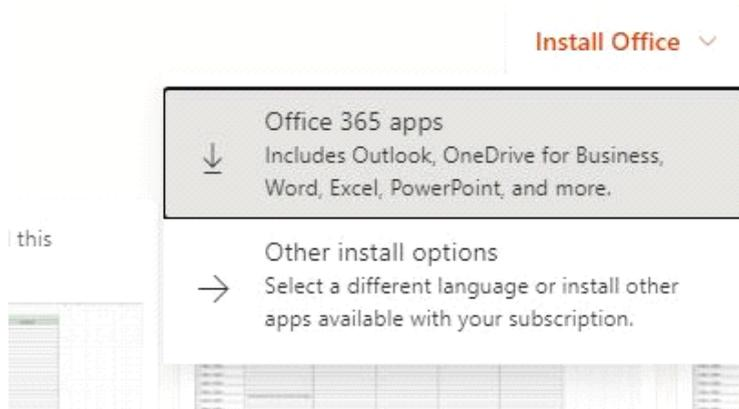 Install Office
Office 365 apps
Includes Outlook, OneDrive for Business,
Word, Excel, PowerPoint, and more.
this
Other install options
Select a different language or install other
apps available with your subscription.